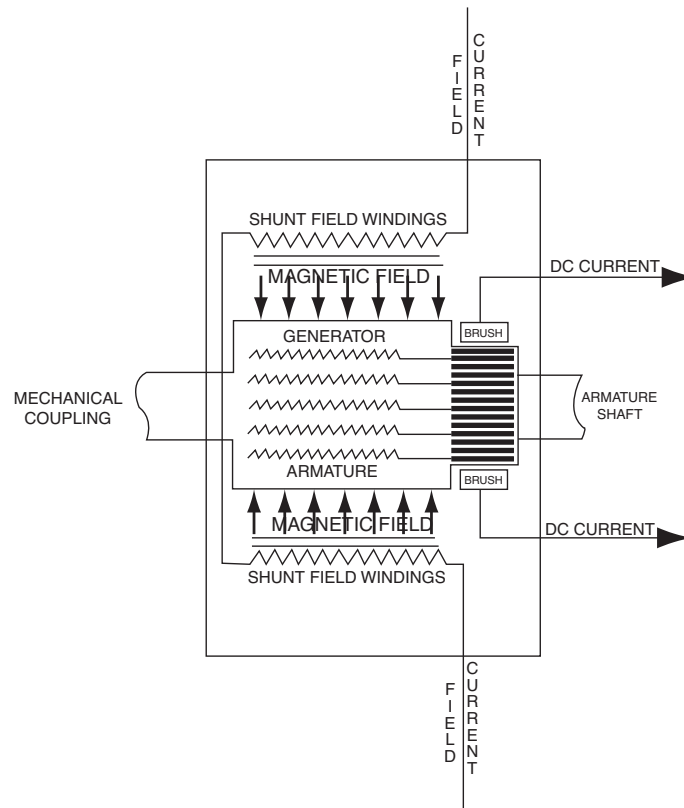 FIELD
CURRENT
SHUNT FIELD WINDINGS
MAGNETIC FIELD
DC CURRENT
GENERATOR
BRUSH
MECHANICAL
COUPLING
ARMATURE
SHAFT
ARMATURE
BRUSH
MAGNETIC FIELD
DC CURRENT
SHUNT FIELD WINDINGS
FIELD
CURRENT